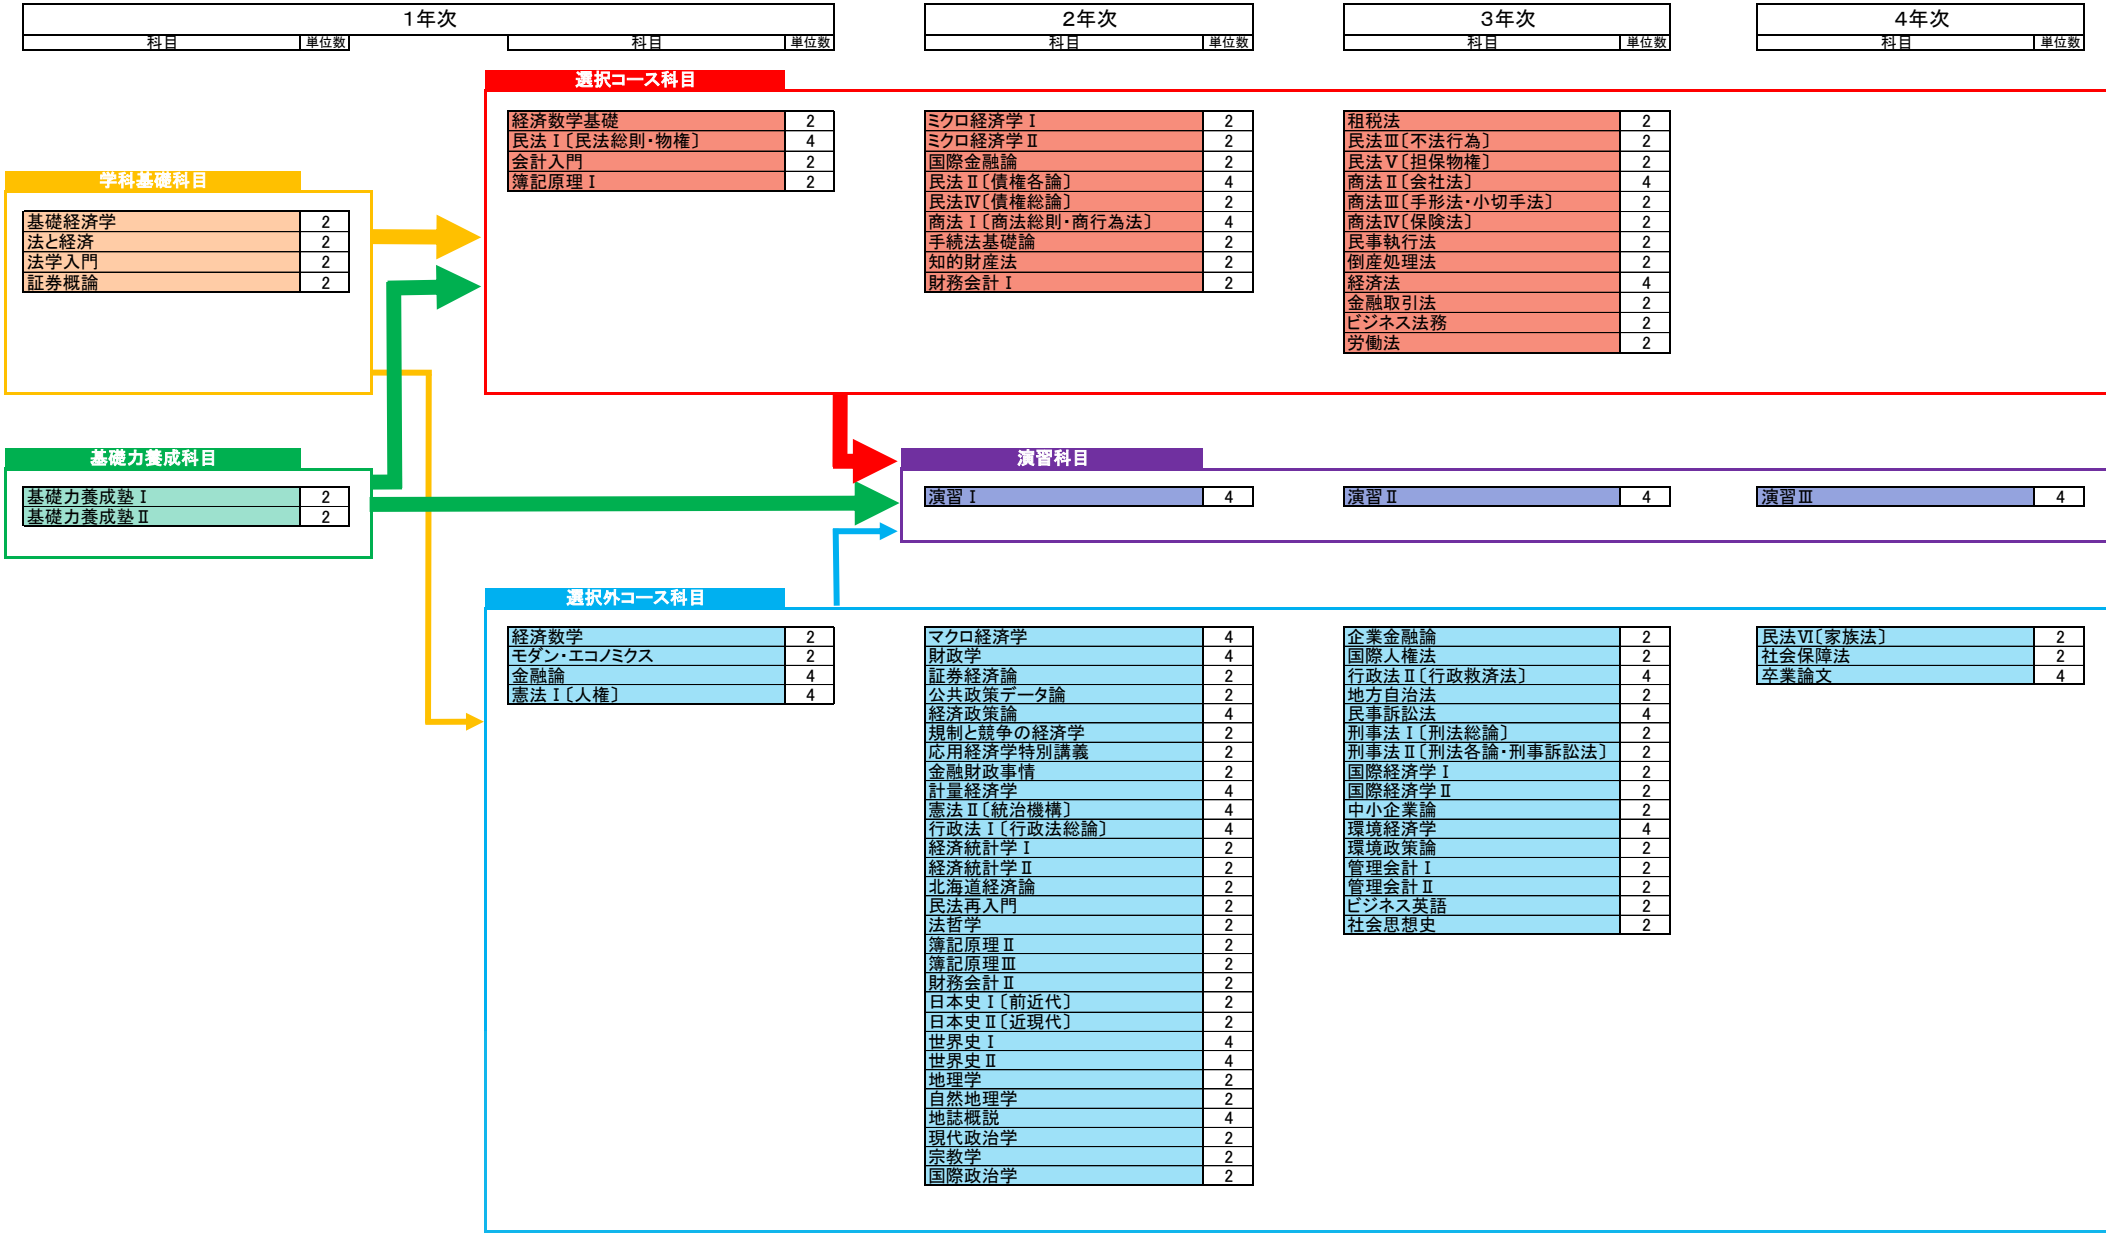 1年次
2年次
3年次
4年次
科目 単位数 科目 単位数 科目 単位数 科目 単位数 科目 単位数
選択コース科目
経済数学基礎 2
民法Ⅰ〔民法総則・物権〕 4
会計入門 2
簿記原理Ⅰ 2
ミクロ経済学Ⅰ 2
ミクロ経済学Ⅱ 2
国際金融論 2
民法Ⅱ〔債権各論〕 4
民法Ⅳ〔債権総論〕 2
商法Ⅰ〔商法総則・商行為法〕 4
手続法基礎論 2
知的財産法 2
財務会計Ⅰ 2
租税法 2
民法Ⅲ〔不法行為〕 2
民法Ⅴ〔担保物権〕 2
商法Ⅱ〔会社法〕 4
商法Ⅲ〔手形法・小切手法〕 2
商法Ⅳ〔保険法〕 2
民事執行法 2
倒産処理法 2
経済法 4
金融取引法 2
ビジネス法務 2
労働法 2
学科基礎科目
基礎経済学 2
法と経済 2
法学入門 2
証券概論 2
基礎力養成科目
基礎力養成塾Ⅰ 2
基礎力養成塾Ⅱ 2
演習科目
演習Ⅰ 4
演習Ⅱ 4
演習Ⅲ 4
選択外コース科目
経済数学 2
モダン・エコノミクス 2
金融論 4
憲法Ⅰ〔人権〕 4
マクロ経済学 4
財政学 4
証券経済論 2
公共政策データ論 2
経済政策論 4
規制と競争の経済学 2
応用経済学特別講義 2
金融財政事情 2
計量経済学 4
憲法Ⅱ〔統治機構〕 4
行政法Ⅰ〔行政法総論〕 4
経済統計学Ⅰ 2
経済統計学Ⅱ 2
北海道経済論 2
民法再入門 2
法哲学 2
簿記原理Ⅱ 2
簿記原理Ⅲ 2
財務会計Ⅱ 2
日本史Ⅰ〔前近代〕 2
日本史Ⅱ〔近現代〕 2
世界史Ⅰ 4
世界史Ⅱ 4
地理学 2
自然地理学 2
地誌概説 4
現代政治学 2
宗教学 2
国際政治学 2
企業金融論 2
国際人権法 2
行政法Ⅱ〔行政救済法〕 4
地方自治法 2
民事訴訟法 4
刑事法Ⅰ〔刑法総論〕 2
刑事法Ⅱ〔刑法各論・刑事訴訟法〕 2
国際経済学Ⅰ 2
国際経済学Ⅱ 2
中小企業論 2
環境経済学 4
環境政策論 2
管理会計Ⅰ 2
管理会計Ⅱ 2
ビジネス英語 2
社会思想史 2
民法Ⅵ〔家族法〕 2
社会保障法 2
卒業論文 4